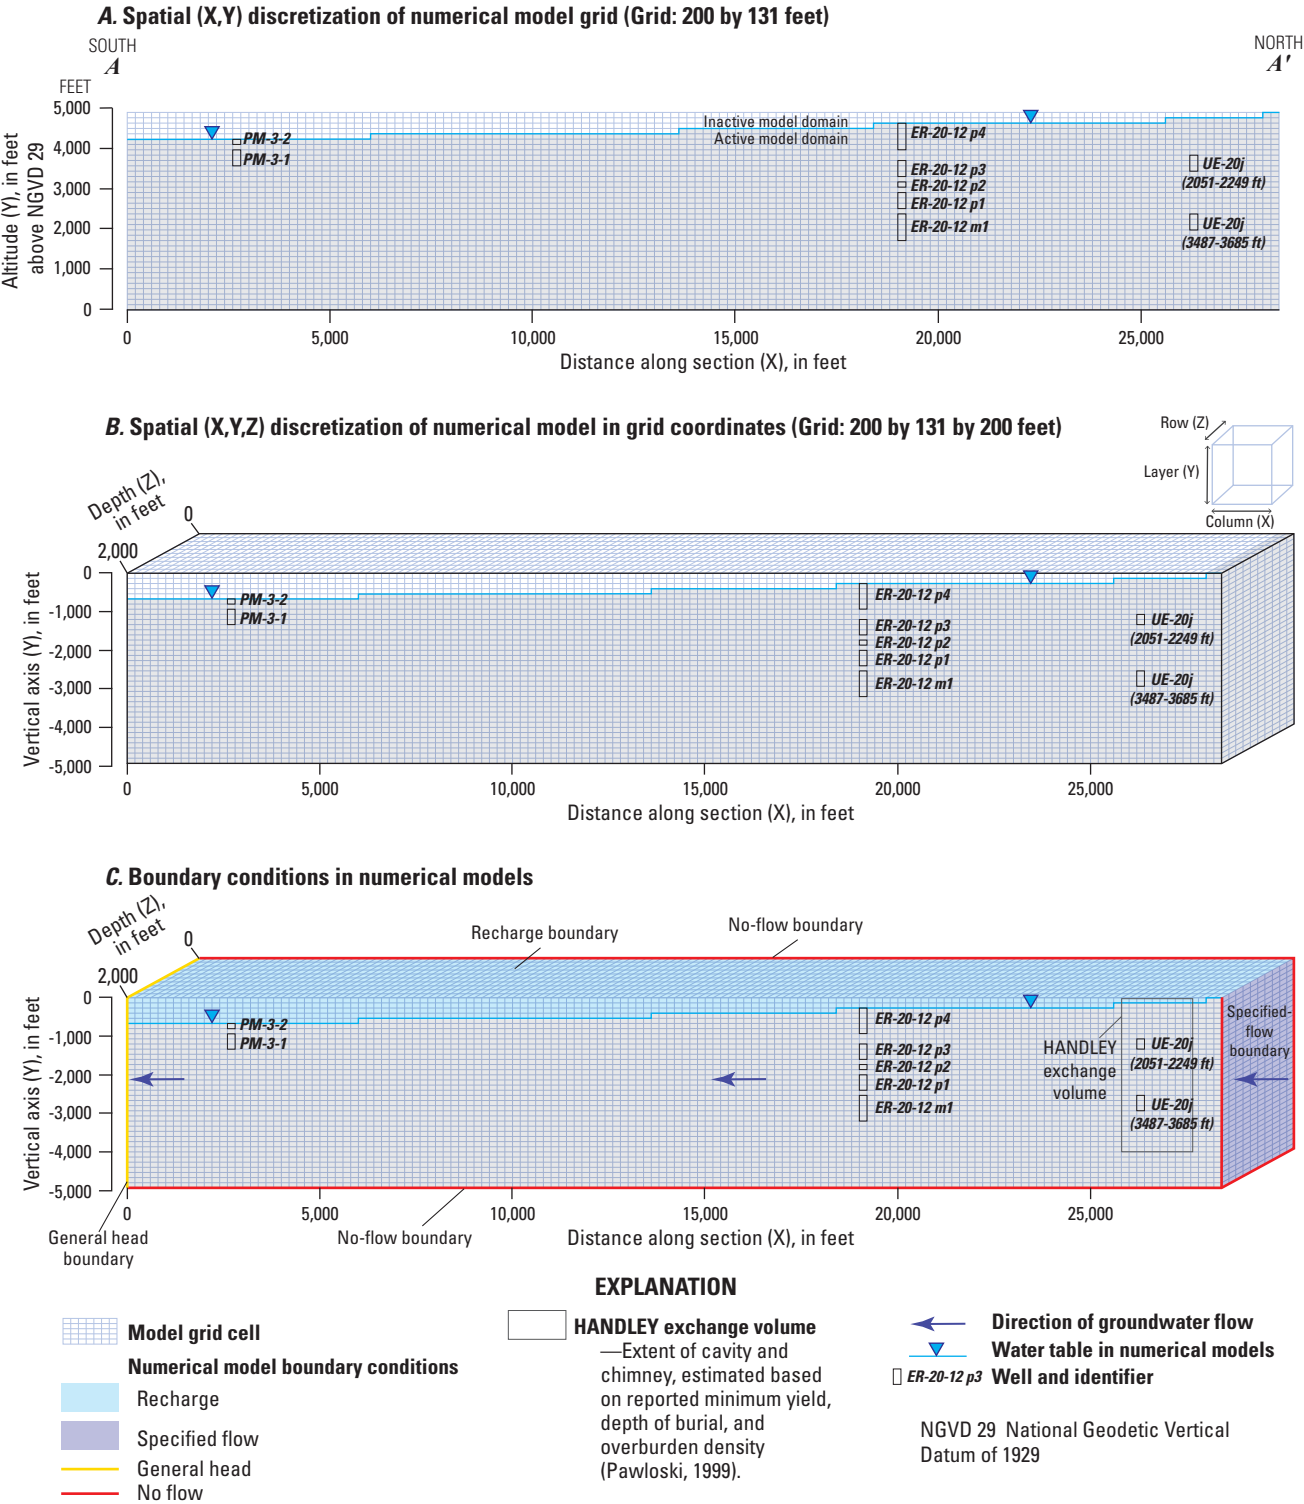 A. Spatial (X,Y) discretization of numerical model grid (Grid: 200 by 131 feet)
SOUTH
A
NORTH
A'
FEET
5,000
4,000
3,000
2,000
1,000
0
Altitude (Y), in feet
above NGVD 29
Inactive model domain
Active model domain
PM-3-2
PM-3-1
ER-20-12 p4
ER-20-12 p3
ER-20-12 p2
ER-20-12 p1
ER-20-12 m1
UE-20j
(2051-2249 ft)
UE-20j
(3487-3685 ft)
0
5,000
10,000
15,000
20,000
25,000
Distance along section (X), in feet
B. Spatial (X,Y,Z) discretization of numerical model in grid coordinates (Grid: 200 by 131 by 200 feet)
Row (Z)
Layer (Y)
Column (X)
Depth (Z),
in feet
0
2,000
0
-1,000
-2,000
-3,000
-4,000
-5,000
Vertical axis (Y), in feet
PM-3-2
PM-3-1
ER-20-12 p4
ER-20-12 p3
ER-20-12 p2
ER-20-12 p1
ER-20-12 m1
UE-20j
(2051-2249 ft)
UE-20j
(3487-3685 ft)
0
5,000
10,000
15,000
20,000
25,000
Distance along section (X), in feet
C. Boundary conditions in numerical models
Depth (Z),
in feet
0
2,000
Recharge boundary
No-flow boundary
0
-1,000
-2,000
-3,000
-4,000
-5,000
Vertical axis (Y), in feet
PM-3-2
PM-3-1
ER-20-12 p4
ER-20-12 p3
ER-20-12 p2
ER-20-12 p1
ER-20-12 m1
HANDLEY
exchange
volume
UE-20j
(2051-2249 ft)
UE-20j
(3487-3685 ft)
Specified-
flow
boundary
0
5,000
10,000
15,000
20,000
25,000
General head
boundary
No-flow boundary
Distance along section (X), in feet
EXPLANATION
Model grid cell
Numerical model boundary conditions
Recharge
Specified flow
General head
No flow
HANDLEY exchange volume
—Extent of cavity and
chimney, estimated based
on reported minimum yield,
depth of burial, and
overburden density
(Pawloski, 1999).
Direction of groundwater flow
Water table in numerical models
ER-20-12 p3 Well and identifier
NGVD 29 National Geodetic Vertical
Datum of 1929